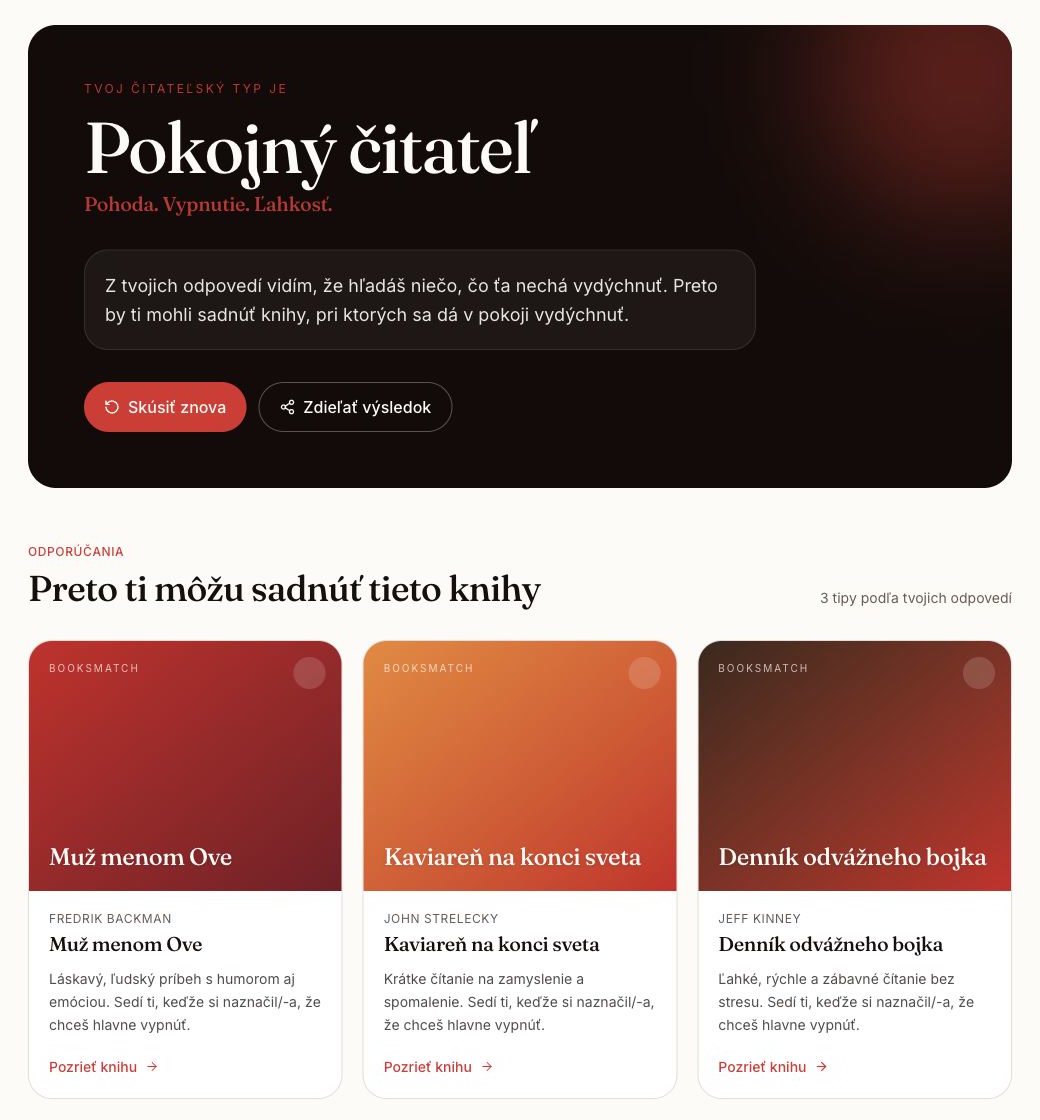 TVOJ ČITATEĽSKÝ TYP JE
Pokojný čitateľ
Pohoda. Vypnutie. Ľahkosť.
Z tvojich odpovedí vidím, že hľadáš niečo, čo ťa nechá vydýchnuť. Preto
by ti mohli sadnúť knihy, pri ktorých sa dá v pokoji vydýchnuť.
Skúsiť znova
Zdieľať výsledok
ODPORÚČANIA
Preto ti môžu sadnúť tieto knihy
3 tipy podľa tvojich odpovedí
BOOKSMATCH
Muž menom Ove
FREDRIK BACKMAN
Muž menom Ove
Láskavý, ľudský príbeh s humorom aj
emóciou. Sedí ti, keďže si naznačil/-a, že
chceš hlavne vypnúť.
Pozrieť knihu
BOOKSMATCH
Kaviareň na konci sveta
JOHN STRELECKY
Kaviareň na konci sveta
Krátke čítanie na zamyslenie a
spomalenie. Sedí ti, keďže si naznačil/-a,
že chceš hlavne vypnúť.
Pozrieť knihu
BOOKSMATCH
Denník odvážneho bojka
JEFF KINNEY
Denník odvážneho bojka
Ľahké, rýchle a zábavné čítanie bez
stresu. Sedí ti, keďže si naznačil/-a, že
chceš hlavne vypnúť.
Pozrieť knihu